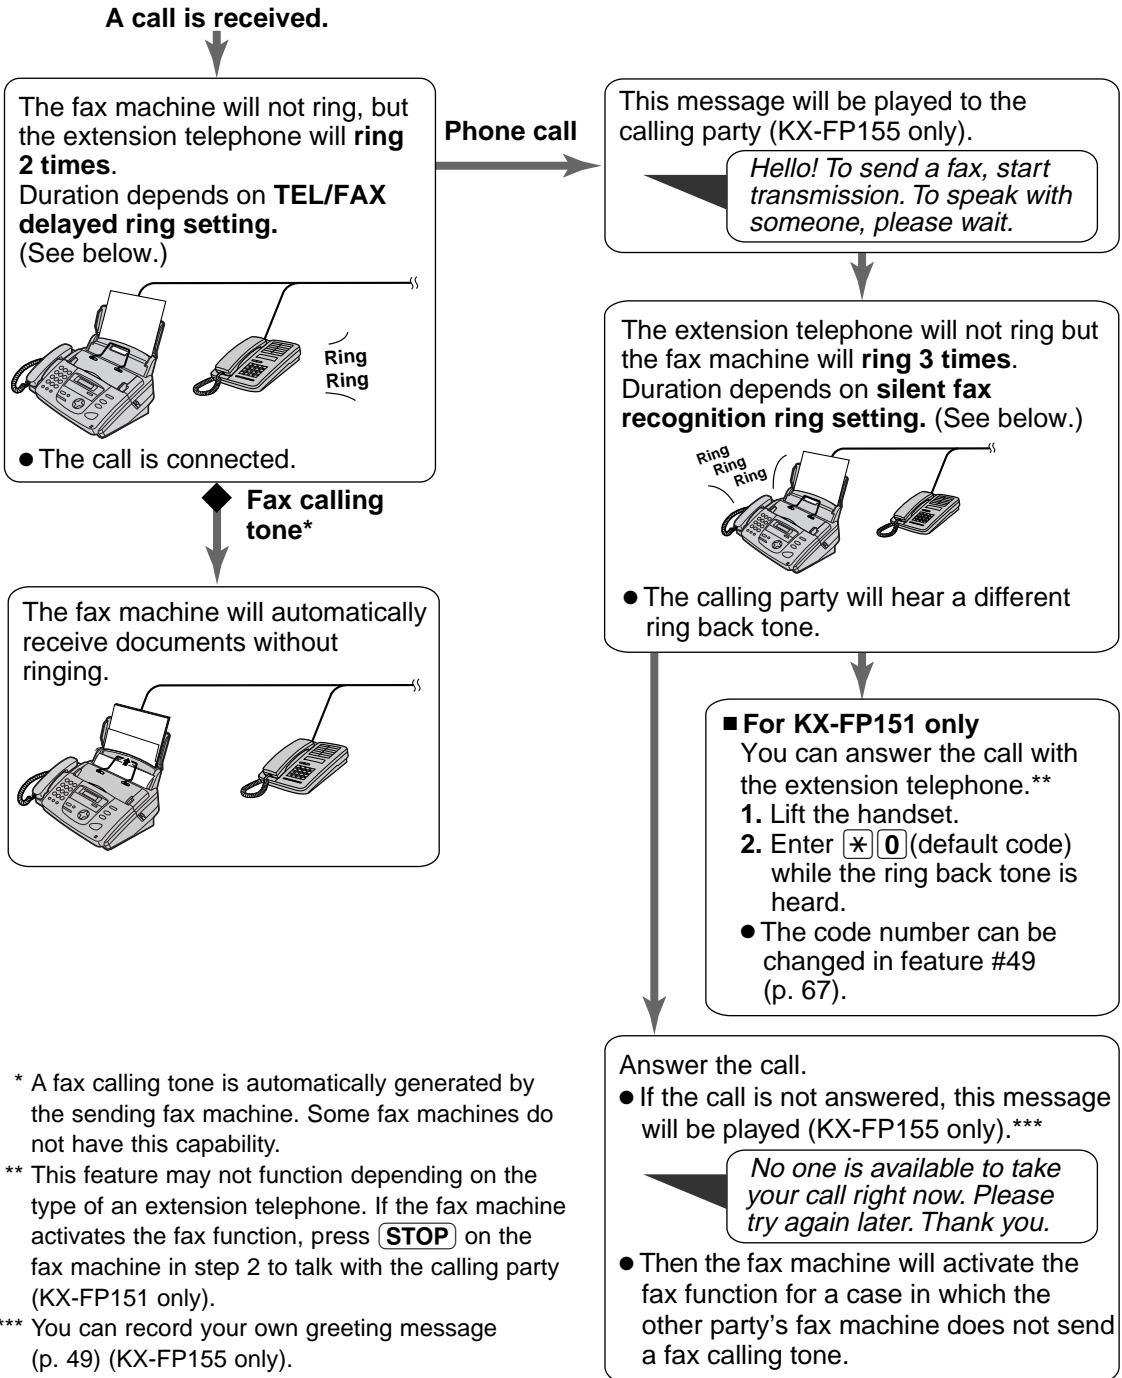 A call is received.
The fax machine will not ring, but
the extension telephone will ring
2 times.
Duration depends on TEL/FAX
delayed ring setting.
(See below.)
Ring
Ring
● The call is connected.
Phone call
Fax calling
tone*
The fax machine will automatically
receive documents without
ringing.
This message will be played to the
calling party (KX-FP155 only).
Hello! To send a fax, start
transmission. To speak with
someone, please wait.
The extension telephone will not ring but
the fax machine will ring 3 times.
Duration depends on silent fax
recognition ring setting. (See below.)
Ring
Ring
Ring
● The calling party will hear a different
ring back tone.
■ For KX-FP151 only
You can answer the call with
the extension telephone.**
1. Lift the handset.
2. Enter * 0 (default code)
while the ring back tone is
heard.
● The code number can be
changed in feature #49
(p. 67).
Answer the call.
● If the call is not answered, this message
will be played (KX-FP155 only).***
No one is available to take
your call right now. Please
try again later. Thank you.
● Then the fax machine will activate the
fax function for a case in which the
other party's fax machine does not send
a fax calling tone.
* A fax calling tone is automatically generated by
the sending fax machine. Some fax machines do
not have this capability.
** This feature may not function depending on the
type of an extension telephone. If the fax machine
activates the fax function, press STOP on the
fax machine in step 2 to talk with the calling party
(KX-FP151 only).
*** You can record your own greeting message
(p. 49) (KX-FP155 only).